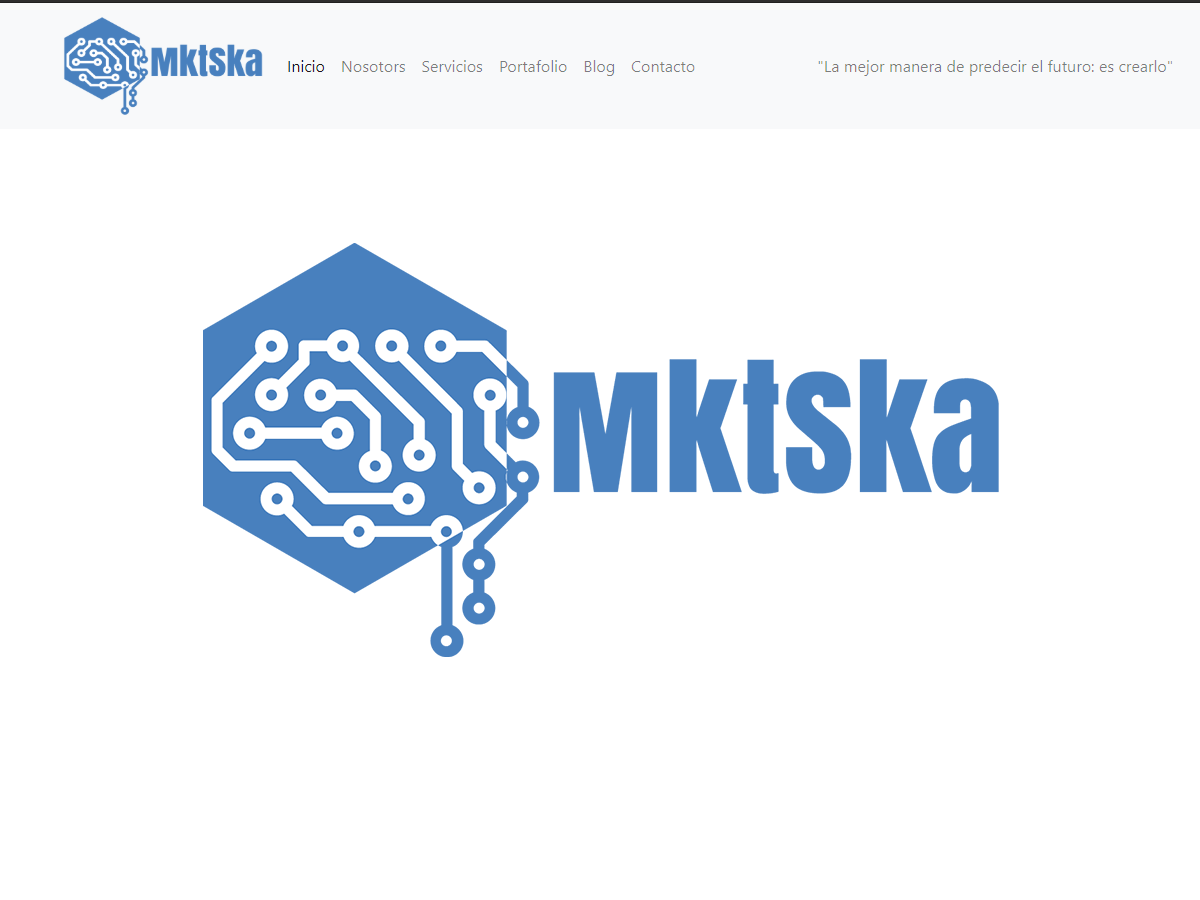 MktSka
Inicio Nosotors Servicios Portafolio Blog Contacto "La mejor manera de predecir el futuro: es crearlo"
MktSka